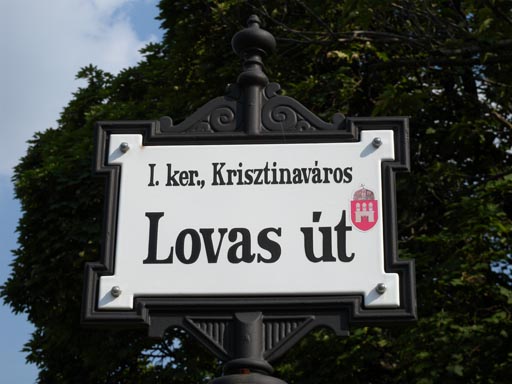 I. ker., Krisztinaváros
Lovas út